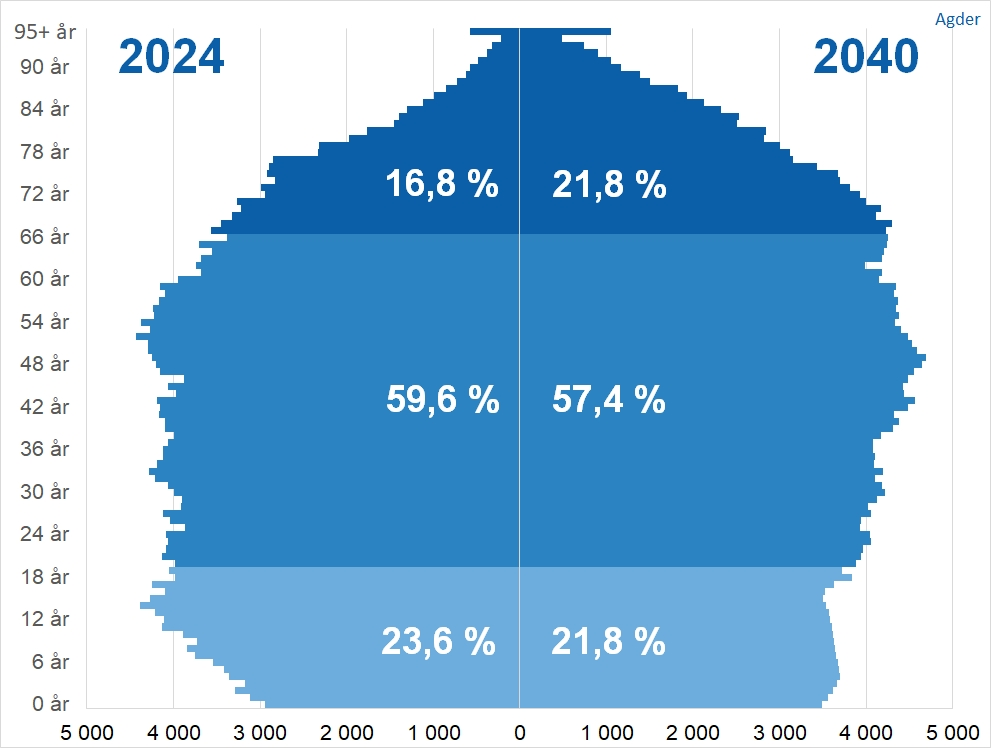 Agder
95+ år
2024
2040
90 år
84 år
78 år
16,8 %
21,8 %
72 år
66 år
60 år
54 år
48 år
59,6 %
57,4 %
42 år
36 år
30 år
24 år
18 år
12 år
23,6 %
21,8 %
6 år
0 år
5 000 4 000 3 000 2 000 1 000 0 1 000 2 000 3 000 4 000 5 000